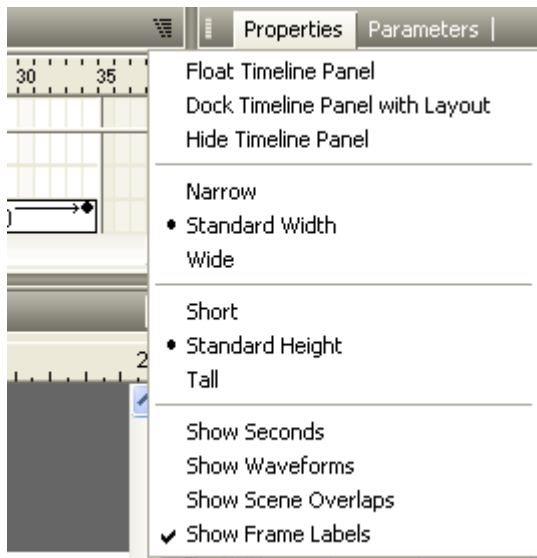 Properties Parameters
30 35
Float Timeline Panel
Dock Timeline Panel with Layout
Hide Timeline Panel
Narrow
Standard Width
Wide
Short
Standard Height
2
Tall
Show Seconds
Show Waveforms
Show Scene Overlaps
Show Frame Labels